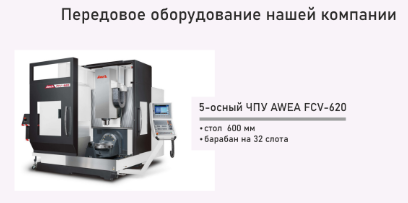 Передовое оборудование нашей компании
5-осный ЧПУ AWEA FCV-620
• стол 600 мм
• барабан на 32 слота